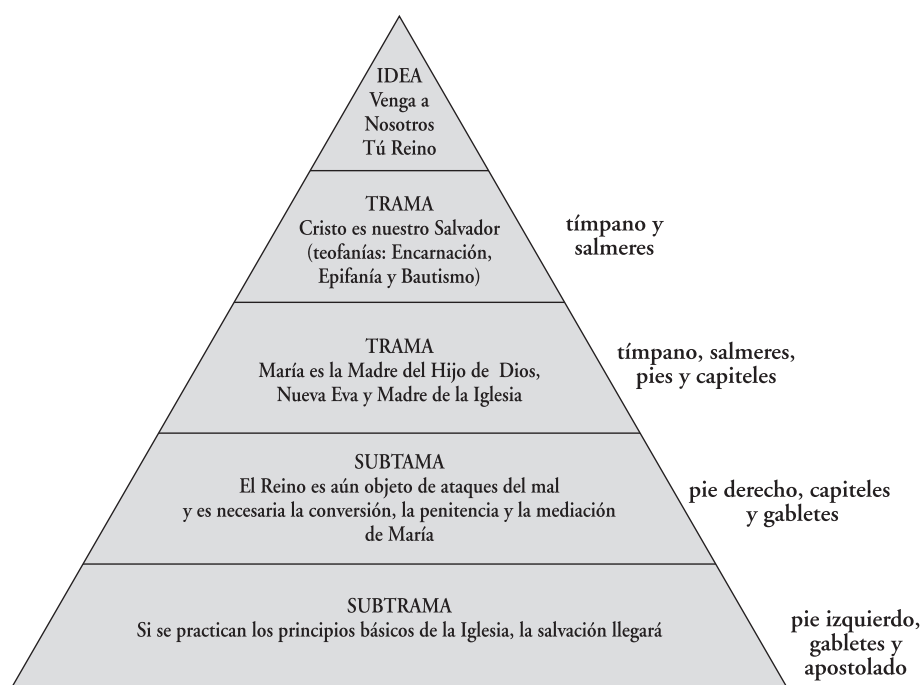 IDEA
Venga a
Nosotros
Tú Reino
TRAMA
Cristo es nuestro Salvador
(teofanías: Encarnación,
Epifanía y Bautismo)
tímpano y
salmeres
TRAMA
María es la Madre del Hijo de Dios,
Nueva Eva y Madre de la Iglesia
tímpano, salmeres,
pies y capiteles
SUBTAMA
El Reino es aún objeto de ataques del mal
y es necesaria la conversión, la penitencia y la mediación
de María
pie derecho, capiteles
y gabletes
SUBTRAMA
Si se practican los principios básicos de la Iglesia, la salvación llegará
pie izquierdo,
gabletes y
apostolado